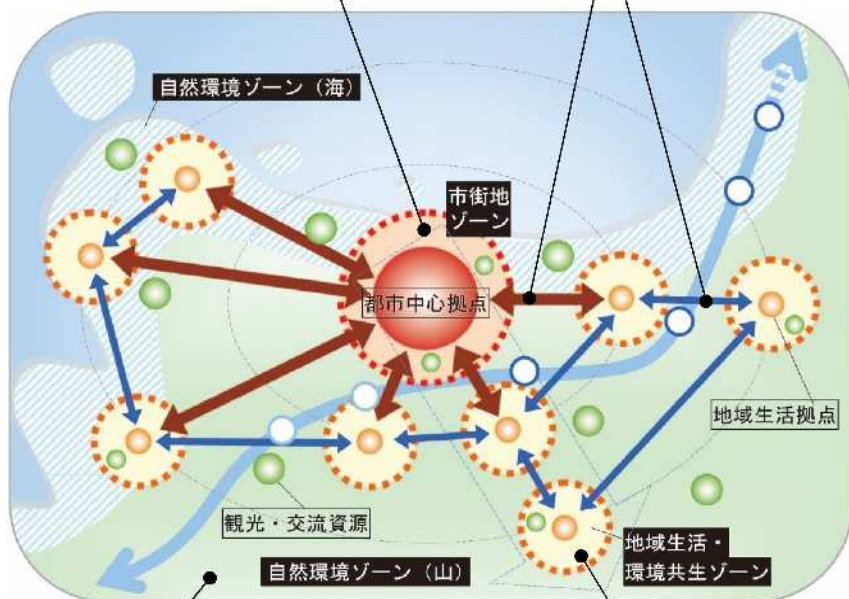 自然環境ゾーン（海）
市街地
ゾーン
都市中心拠点
地域生活拠点
観光・交流資源
地域生活・
環境共生ゾーン
自然環境ゾーン（山）